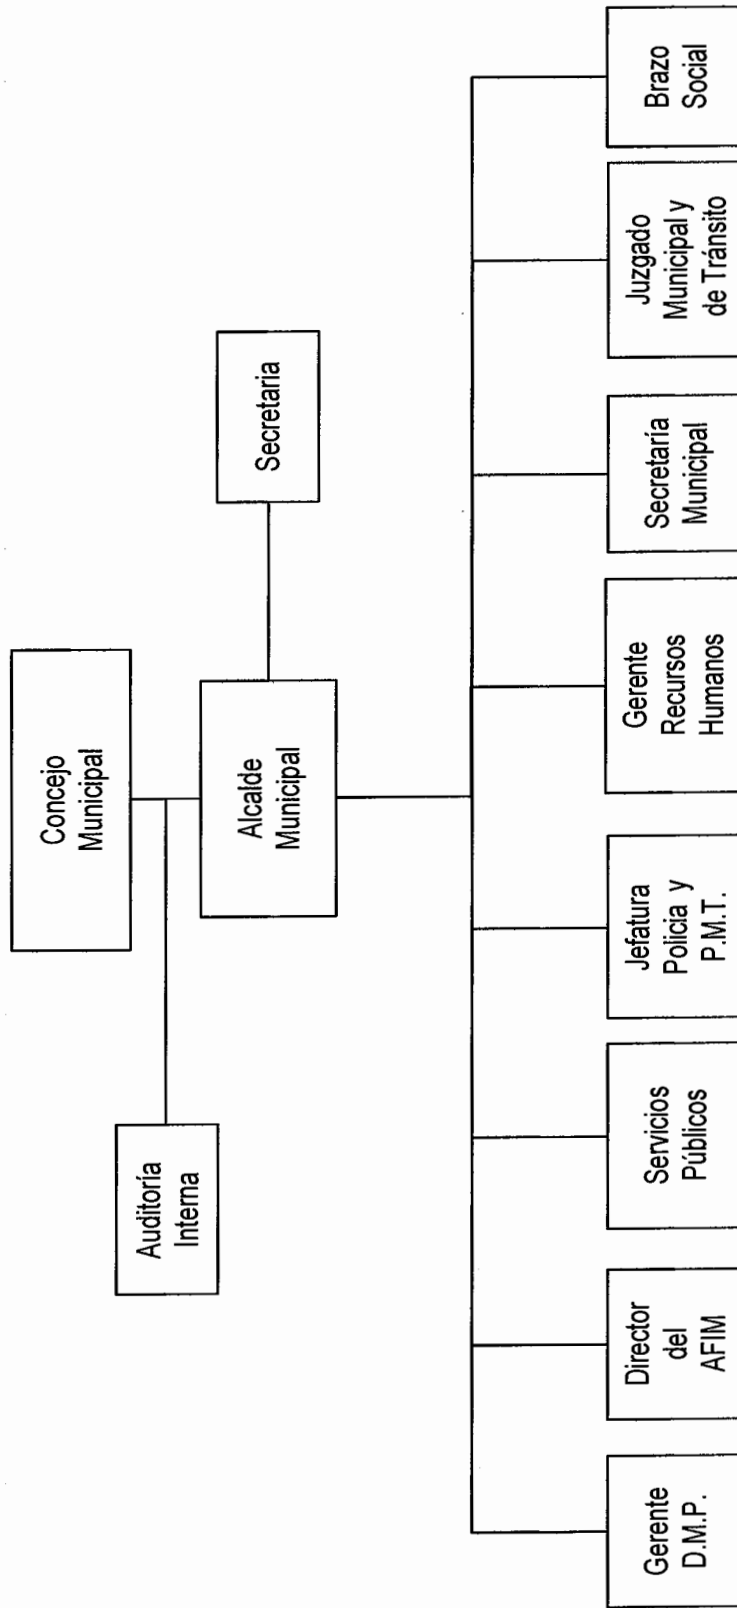 Concejo
Municipal
Auditoría
Interna
Alcalde
Municipal
Secretaria
Gerente
D.M.P.
Director
del
AFIM
Servicios
Públicos
Jefatura
Policia y
P.M.T.
Gerente
Recursos
Humanos
Secretaría
Municipal
Juzgado
Municipal y
de Tránsito
Brazo
Social